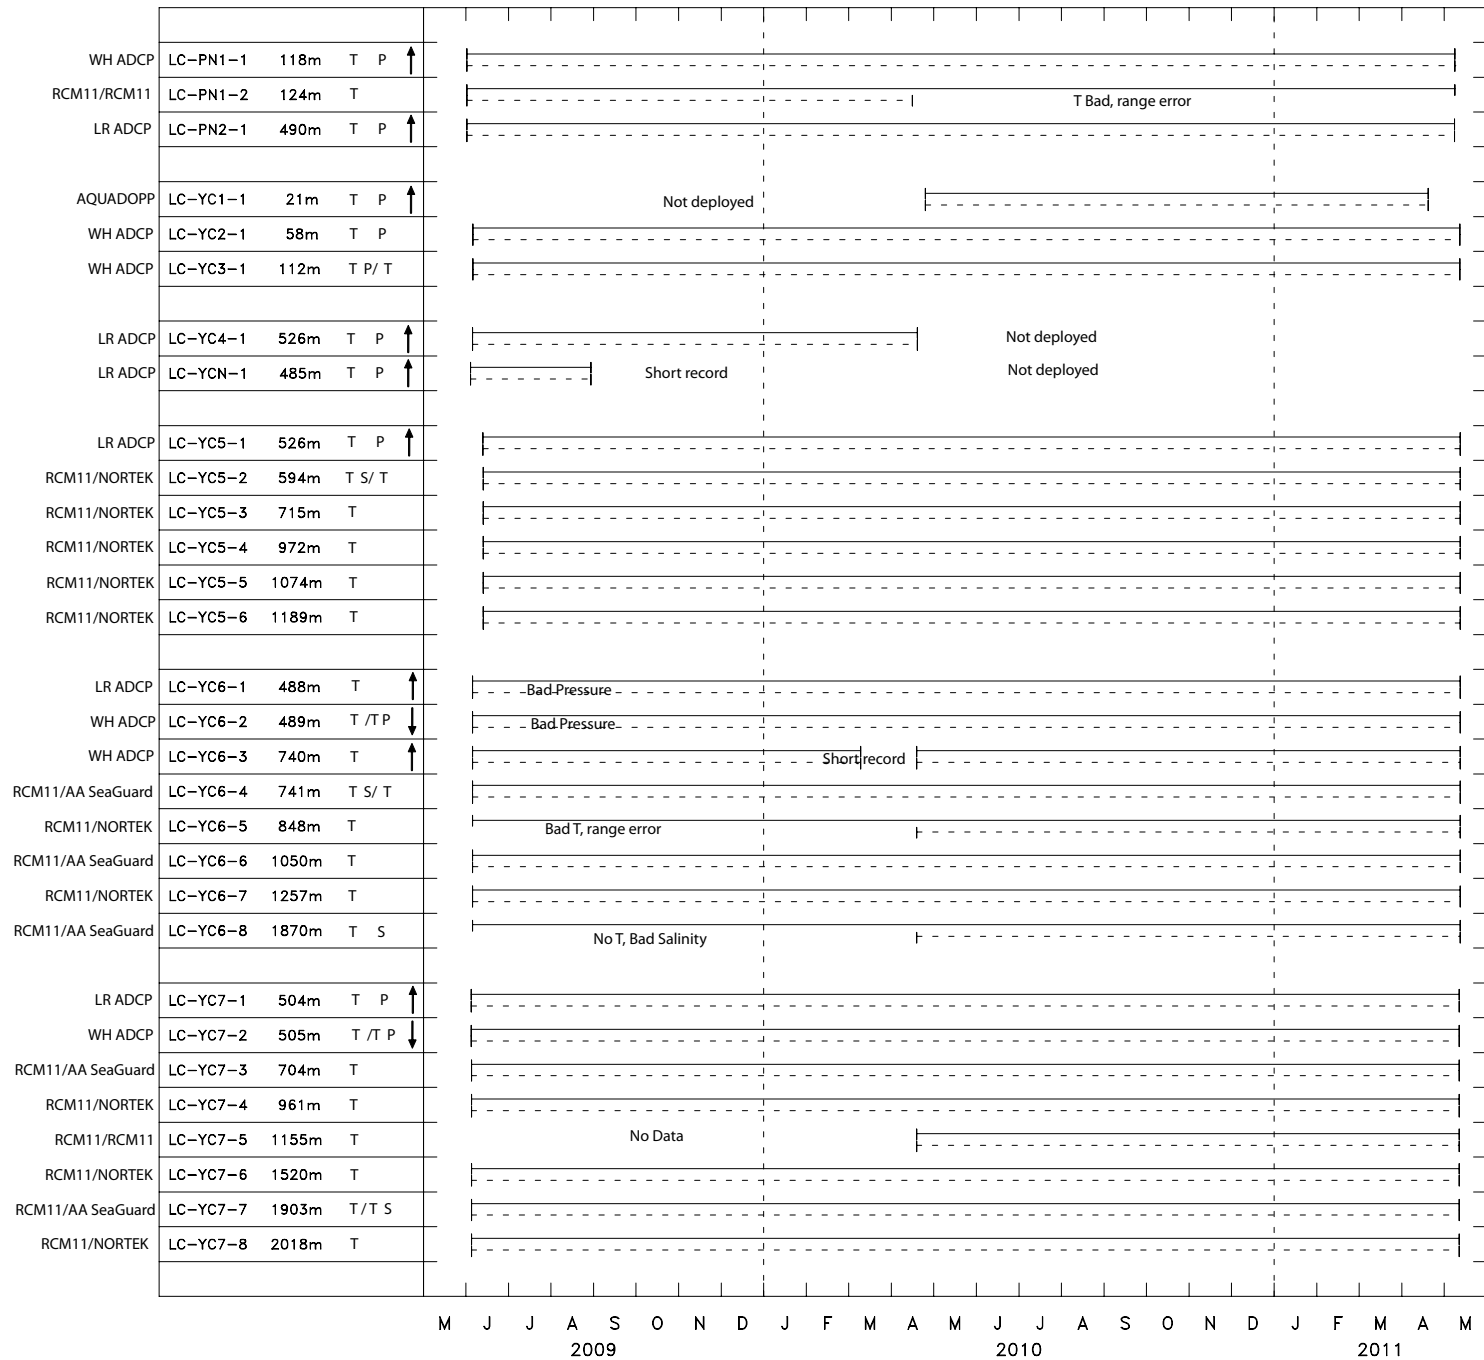 WH ADCP LC-PN1-1 118m T P
RCM11/RCM11 LC-PN1-2 124m T T Bad, range error
LR ADCP LC-PN2-1 490m T P
AQUADOPP LC-YC1-1 21m T P Not deployed
WH ADCP LC-YC2-1 58m T P
WH ADCP LC-YC3-1 112m T P/ T
LR ADCP LC-YC4-1 526m T P Not deployed
LR ADCP LC-YCN-1 485m T P Short record Not deployed
LR ADCP LC-YC5-1 526m T P
RCM11/NORTEK LC-YC5-2 594m T S/ T
RCM11/NORTEK LC-YC5-3 715m T
RCM11/NORTEK LC-YC5-4 972m T
RCM11/NORTEK LC-YC5-5 1074m T
RCM11/NORTEK LC-YC5-6 1189m T
LR ADCP LC-YC6-1 488m T Bad Pressure
WH ADCP LC-YC6-2 489m T /T P Bad Pressure
WH ADCP LC-YC6-3 740m T Short record
RCM11/AA SeaGuard LC-YC6-4 741m T S/ T
RCM11/NORTEK LC-YC6-5 848m T Bad T, range error
RCM11/AA SeaGuard LC-YC6-6 1050m T
RCM11/NORTEK LC-YC6-7 1257m T
RCM11/AA SeaGuard LC-YC6-8 1870m T S No T, Bad Salinity
LR ADCP LC-YC7-1 504m T P
WH ADCP LC-YC7-2 505m T /T P
RCM11/AA SeaGuard LC-YC7-3 704m T
RCM11/NORTEK LC-YC7-4 961m T
RCM11/RCM11 LC-YC7-5 1155m T No Data
RCM11/NORTEK LC-YC7-6 1520m T
RCM11/AA SeaGuard LC-YC7-7 1903m T/T S
RCM11/NORTEK LC-YC7-8 2018m T
M J J A S O N D J F M A M J J A S O N D J F M A M
2009 2010 2011